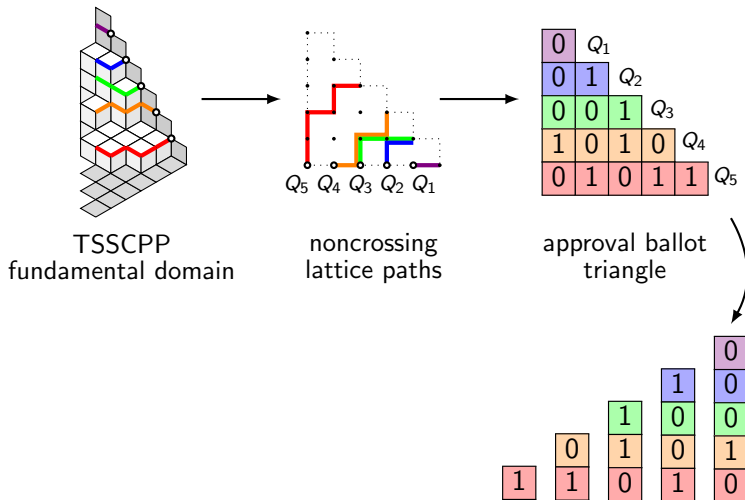 0 Q1
0 1 Q2
0 0 1 Q3
1 0 1 0 Q4
0 1 0 1 1 Q5
Q5 Q4 Q3 Q2 Q1
TSSCPP
fundamental domain
noncrossing
lattice paths
approval ballot
triangle
0
1 0
1 0 0
0 1 0 1
1 1 0 1 0